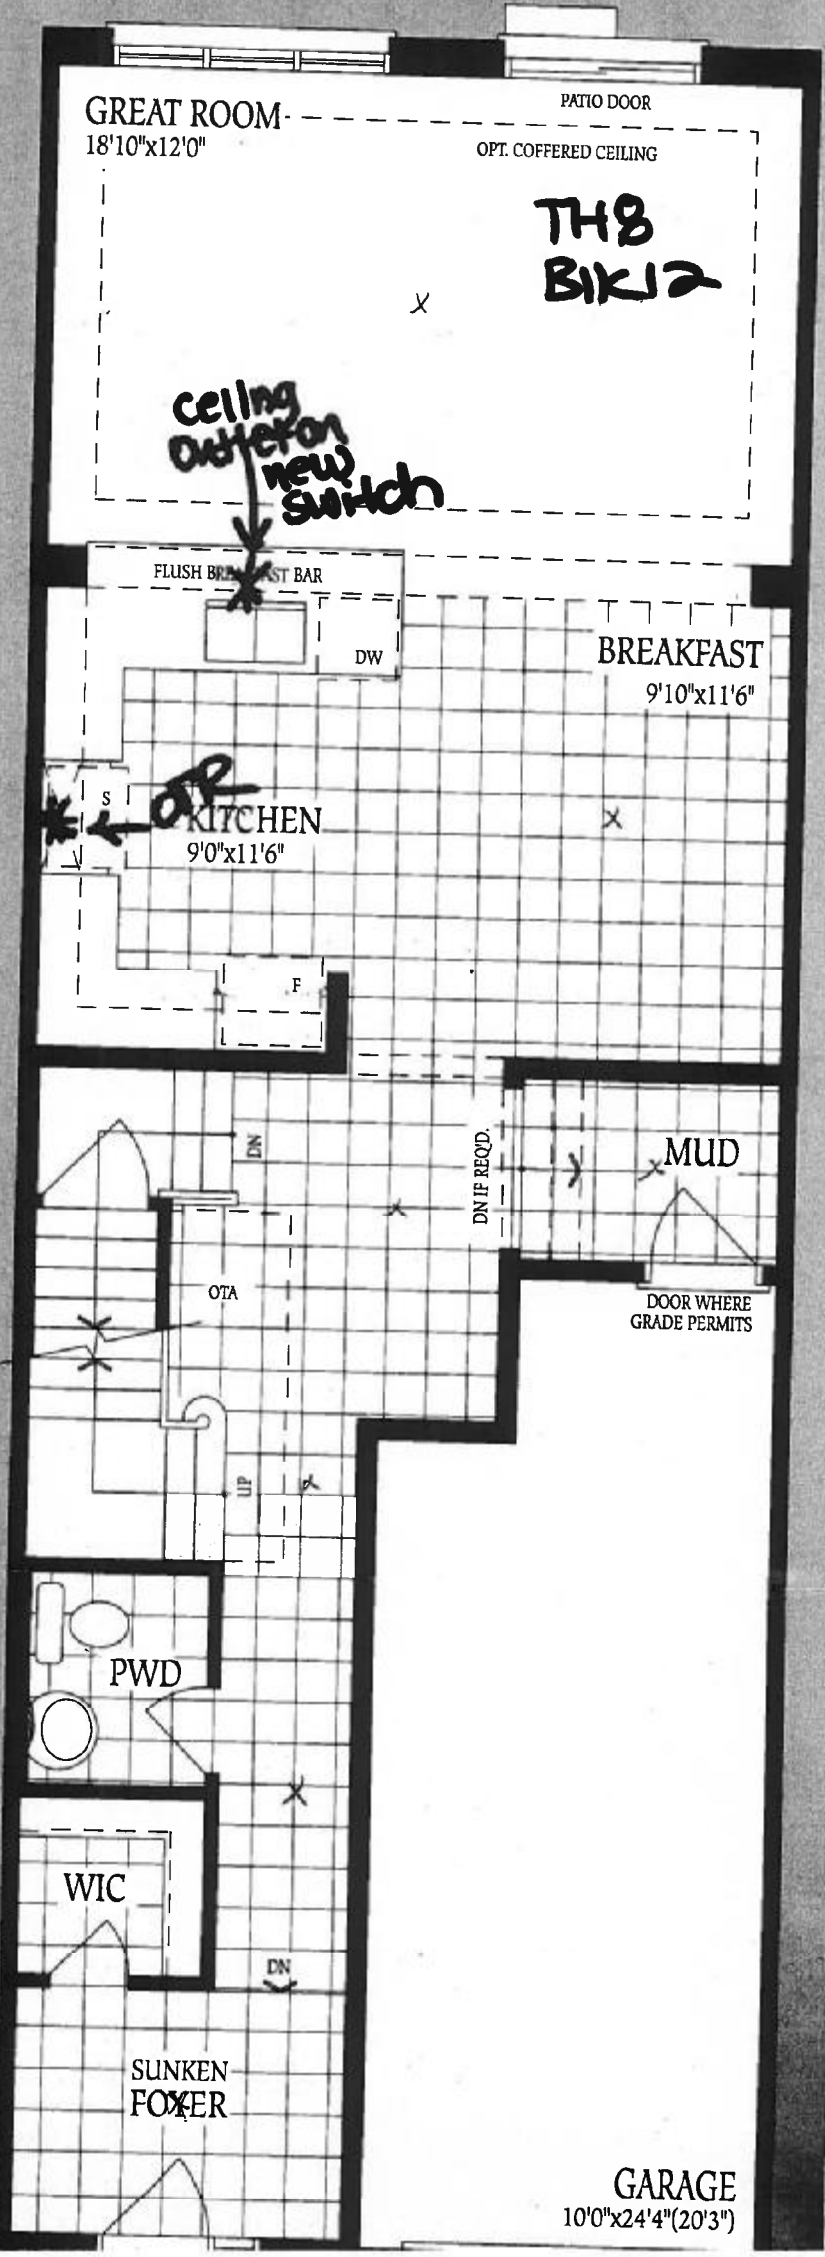 GREAT ROOM
18'10"x12'0"
PATIO DOOR
OPT. COFFERED CEILING
TH8
BlK12
ceilng
outlet on
new
switch
FLUSH BREAKFAST BAR
DW
BREAKFAST
9'10"x11'6"
S
OTR
KITCHEN
9'0"x11'6"
F
DN
DN IF REQ'D.
MUD
OTA
DOOR WHERE
GRADE PERMITS
UP
PWD
WIC
DN
SUNKEN
FOYER
GARAGE
10'0"x24'4"(20'3")